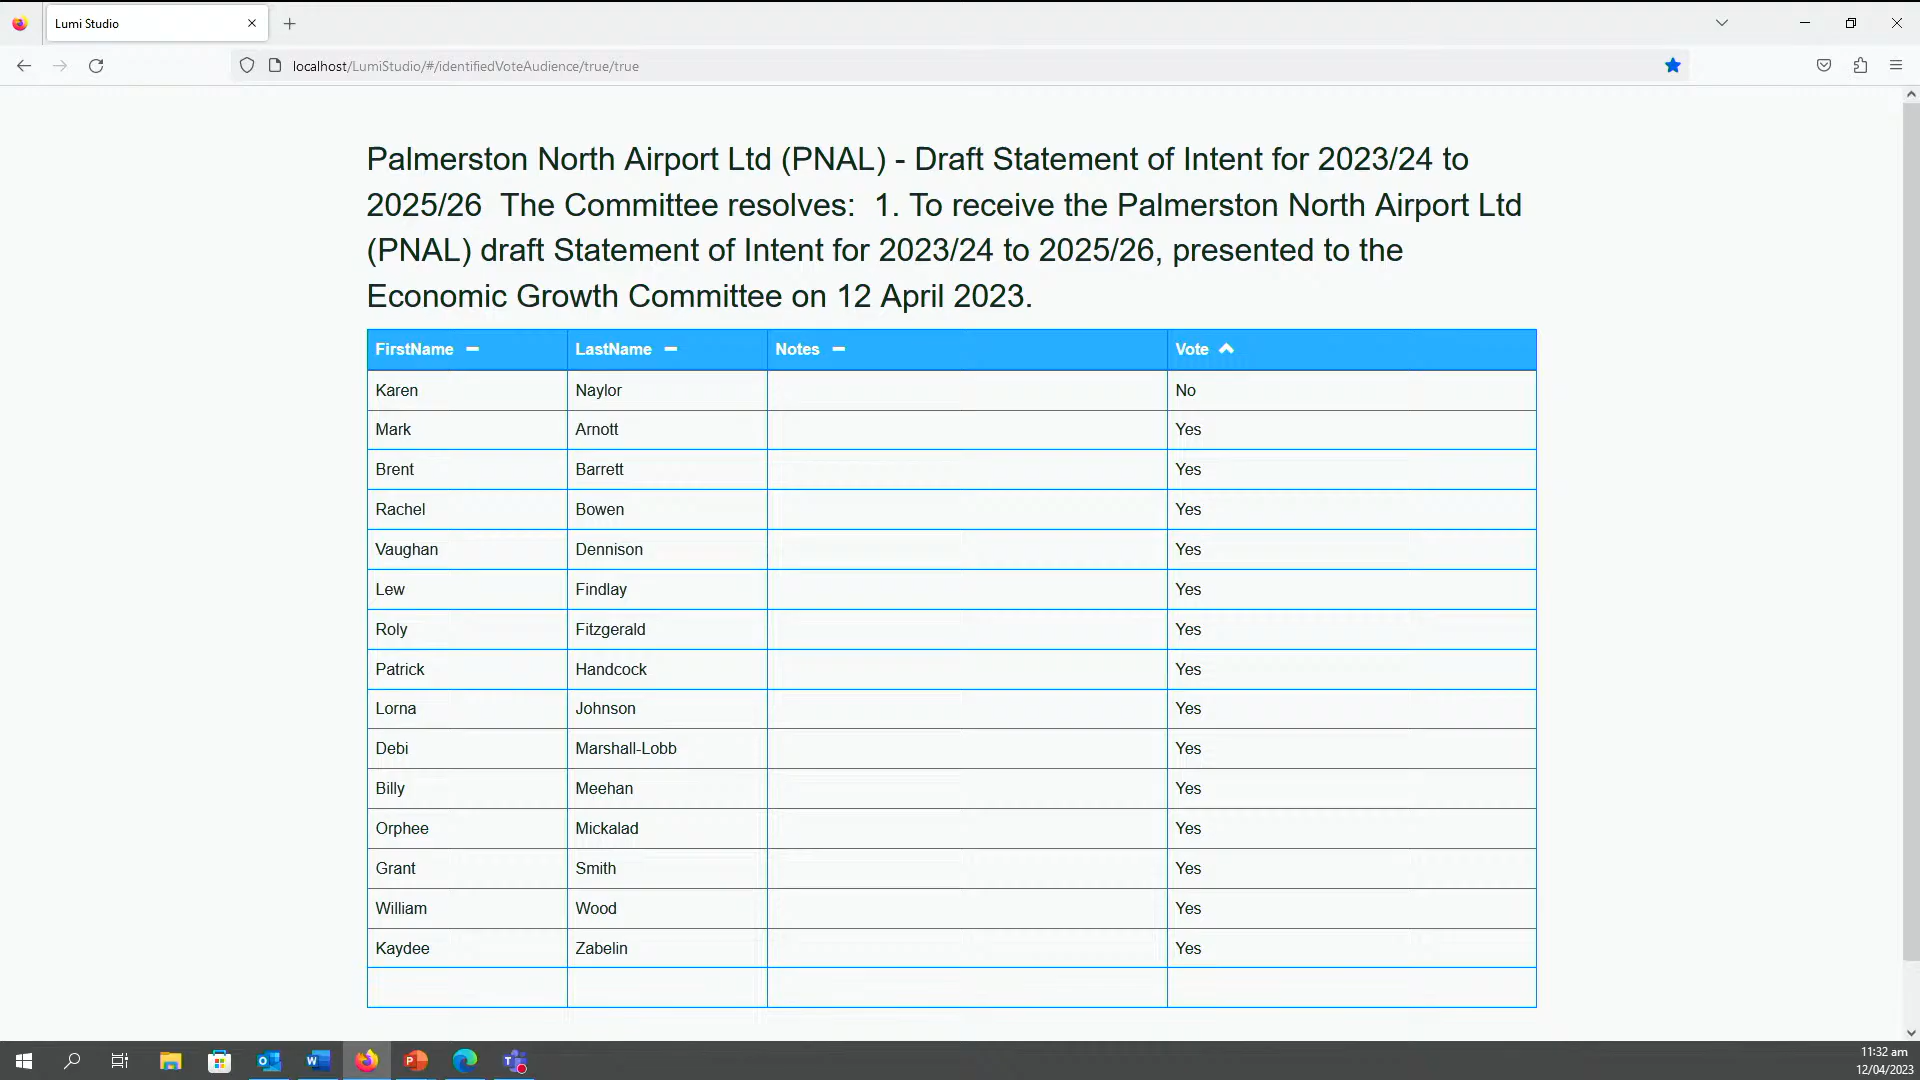 Lumi Studio
localhost/LumiStudio/#/identifiedVoteAudience/true/true
Palmerston North Airport Ltd (PNAL) - Draft Statement of Intent for 2023/24 to
2025/26  The Committee resolves:  1. To receive the Palmerston North Airport Ltd
(PNAL) draft Statement of Intent for 2023/24 to 2025/26, presented to the
Economic Growth Committee on 12 April 2023.
FirstName LastName Notes Vote
Karen Naylor No
Mark Arnott Yes
Brent Barrett Yes
Rachel Bowen Yes
Vaughan Dennison Yes
Lew Findlay Yes
Roly Fitzgerald Yes
Patrick Handcock Yes
Lorna Johnson Yes
Debi Marshall-Lobb Yes
Billy Meehan Yes
Orphee Mickalad Yes
Grant Smith Yes
William Wood Yes
Kaydee Zabelin Yes
11:32 am
12/04/2023